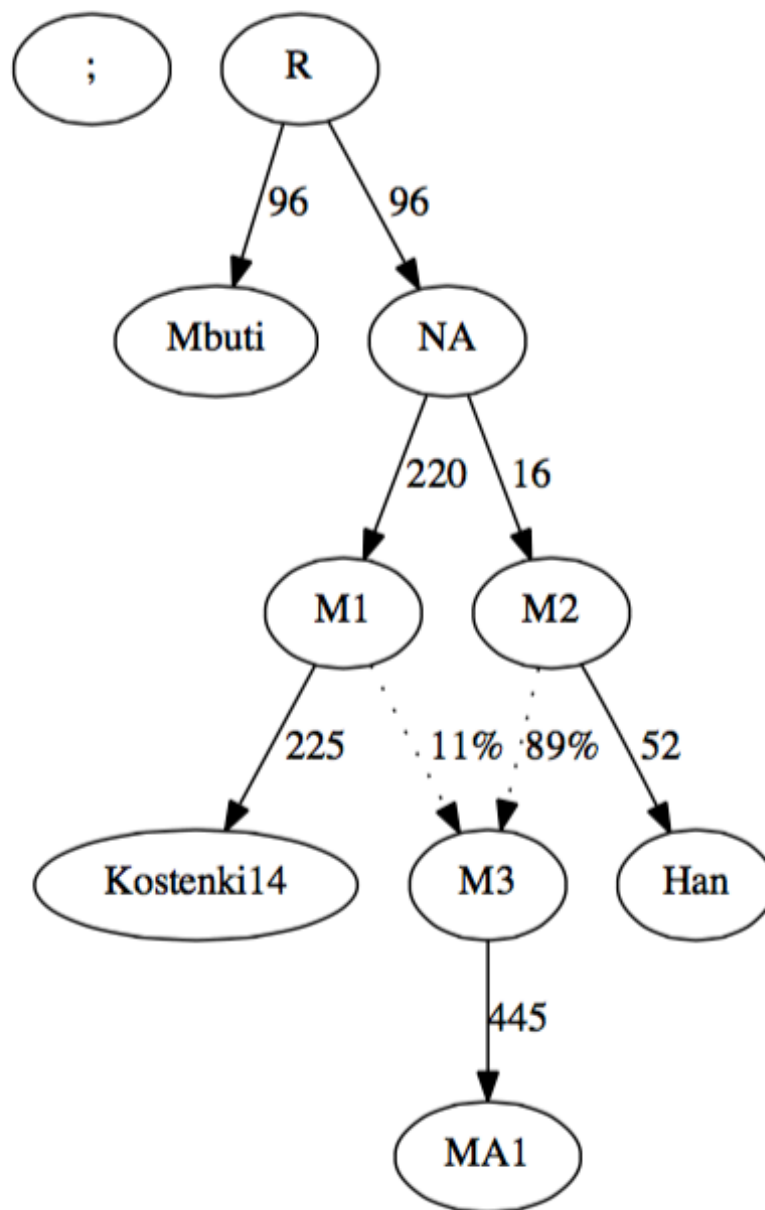 ; R
96 96
Mbuti NA
220 16
M1 M2
225 11% 89% 52
Kostenki14 M3 Han
445
MA1